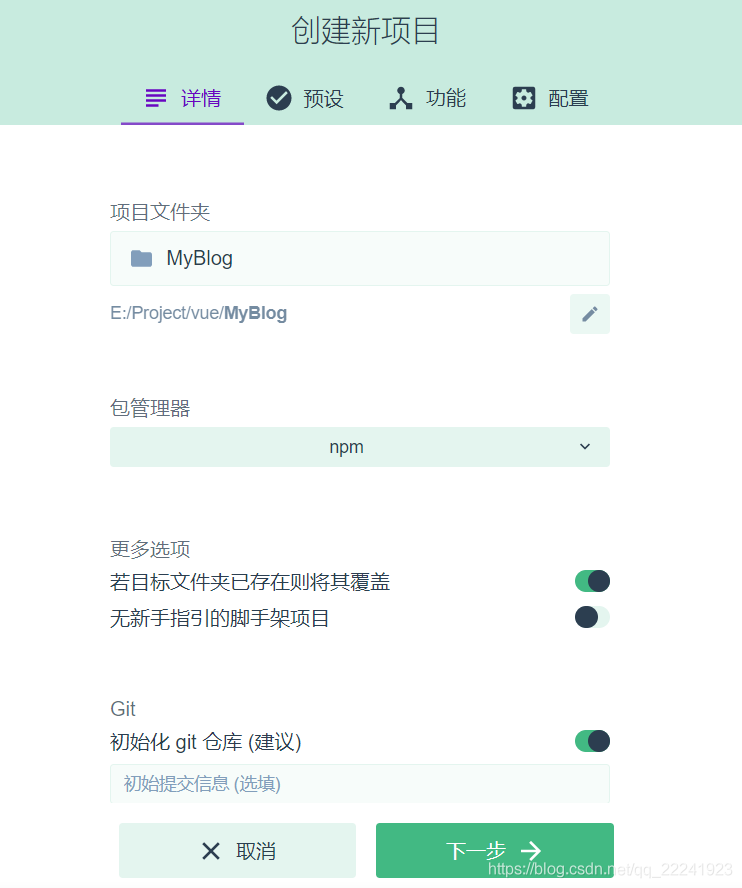 创建新项目
详情 预设 功能 配置
项目文件夹
MyBlog
E:/Project/vue/MyBlog
包管理器
npm
更多选项
若目标文件夹已存在则将其覆盖
无新手指引的脚手架项目
Git
初始化 git 仓库 (建议)
初始提交信息 (选填)
取消 下一步
https://blog.csdn.net/qq_22241923